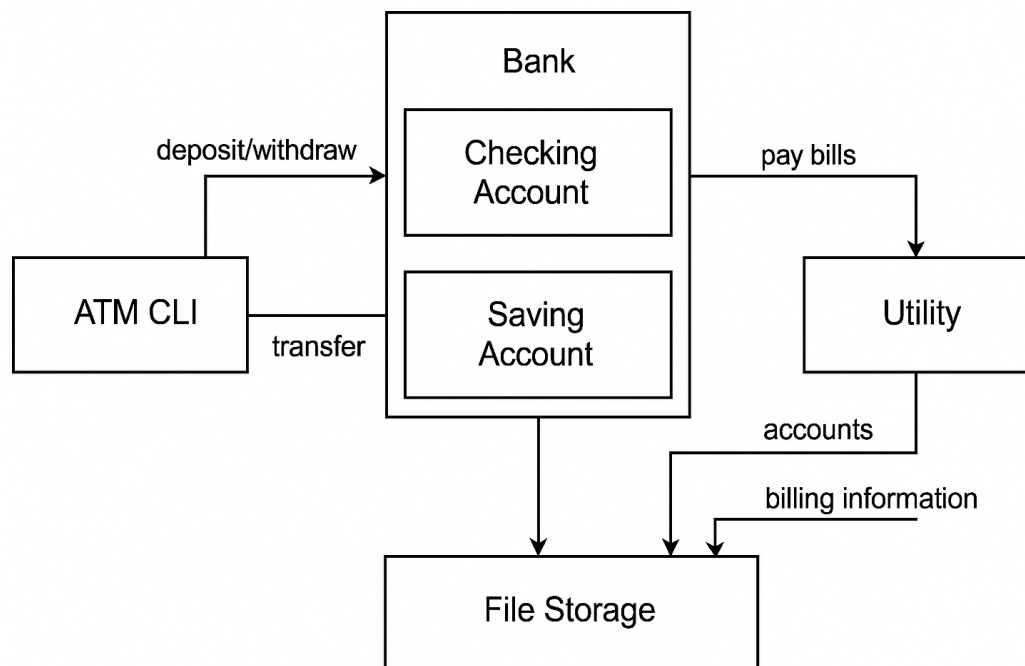 Bank
deposit/withdraw
Checking
Account
pay bills
ATM CLI
transfer
Saving
Account
Utility
accounts
billing information
File Storage